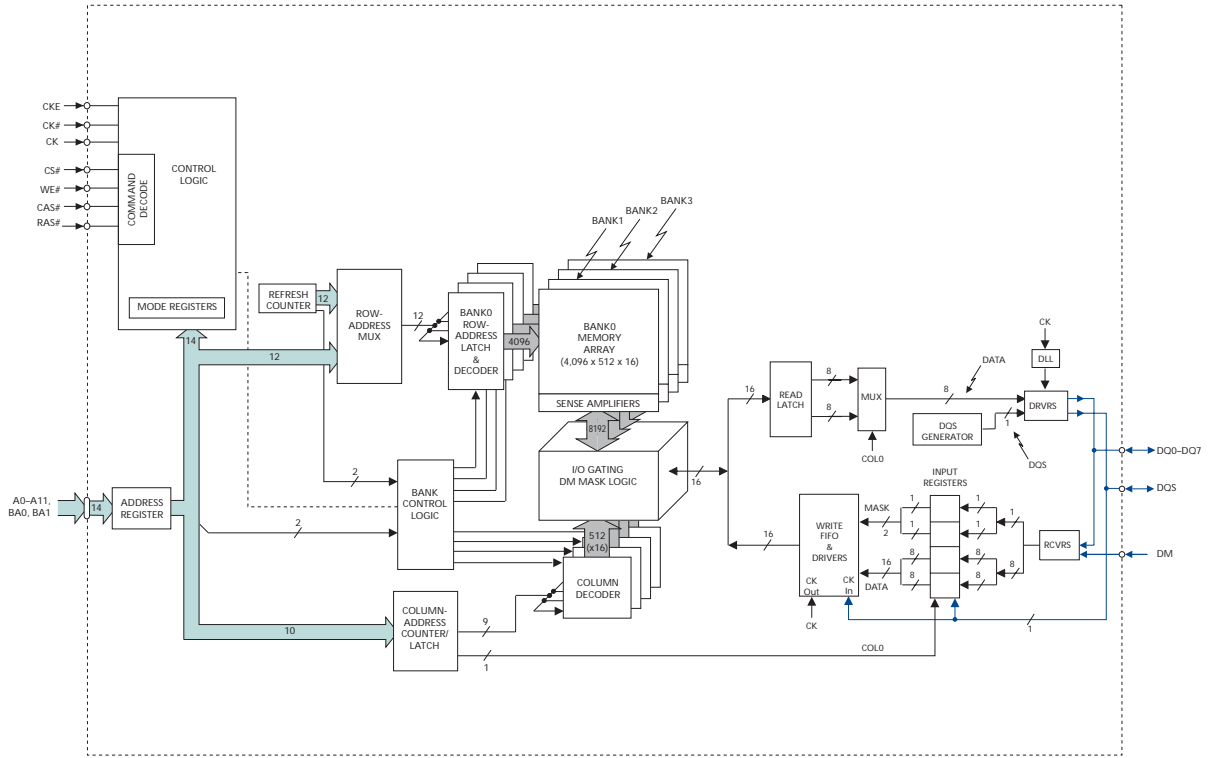 CKE
CK#
CK
CS#
WE#
CAS#
RAS#
COMMAND
DECODE
CONTROL
LOGIC
MODE REGISTERS
14
12
REFRESH
COUNTER
12
ROW-
ADDRESS
MUX
12
BANK0
ROW-
ADDRESS
LATCH
&
DECODER
4096
BANK1
BANK2
BANK3
BANK0
MEMORY
ARRAY
(4,096 x 512 x 16)
SENSE AMPLIFIERS
8192
I/O GATING
DM MASK LOGIC
16
2
BANK
CONTROL
LOGIC
2
A0–A11,
BA0, BA1
14
ADDRESS
REGISTER
512
(x16)
COLUMN
DECODER
10
COLUMN-
ADDRESS
COUNTER/
LATCH
9
1
COL0
16
READ
LATCH
8
8
MUX
COL0
8
DATA
DQS
GENERATOR
1
DQS
CK
DLL
DRVRS
DQ0–DQ7
DQS
DM
INPUT
REGISTERS
16
WRITE
FIFO
&
DRIVERS
CK
Out
CK
In
CK
MASK
2
16
DATA
1
1
8
8
1
1
8
8
1
8
RCVRS
1